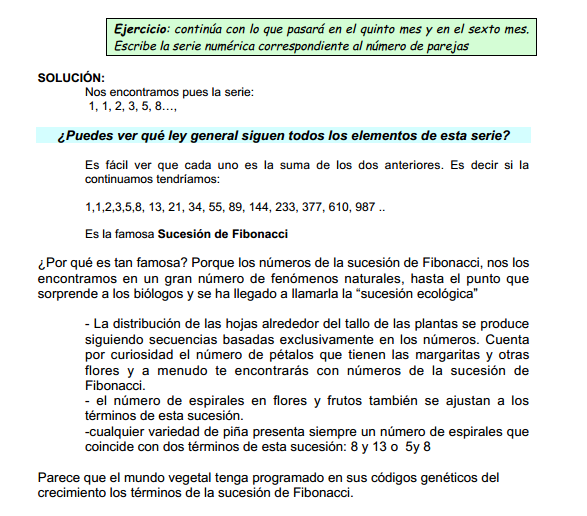 Ejercicio: continúa con lo que pasará en el quinto mes y en el sexto mes.
Escribe la serie numérica correspondiente al número de parejas
SOLUCIÓN:
Nos encontramos pues la serie:
1, 1, 2, 3, 5, 8…,
¿Puedes ver qué ley general siguen todos los elementos de esta serie?
Es fácil ver que cada uno es la suma de los dos anteriores. Es decir si la
continuamos tendríamos:
1,1,2,3,5,8, 13, 21, 34, 55, 89, 144, 233, 377, 610, 987 ..
Es la famosa Sucesión de Fibonacci
¿Por qué es tan famosa? Porque los números de la sucesión de Fibonacci, nos los
encontramos en un gran número de fenómenos naturales, hasta el punto que
sorprende a los biólogos y se ha llegado a llamarla la “sucesión ecológica”
- La distribución de las hojas alrededor del tallo de las plantas se produce
siguiendo secuencias basadas exclusivamente en los números. Cuenta
por curiosidad el número de pétalos que tienen las margaritas y otras
flores y a menudo te encontrarás con números de la sucesión de
Fibonacci.
- el número de espirales en flores y frutos también se ajustan a los
términos de esta sucesión.
-cualquier variedad de piña presenta siempre un número de espirales que
coincide con dos términos de esta sucesión: 8 y 13 o 5y 8
Parece que el mundo vegetal tenga programado en sus códigos genéticos del
crecimiento los términos de la sucesión de Fibonacci.